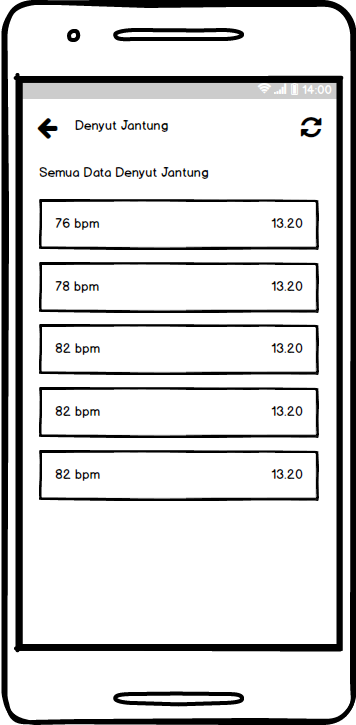 14:00
Denyut Jantung
Semua Data Denyut Jantung
76 bpm 13.20
78 bpm 13.20
82 bpm 13.20
82 bpm 13.20
82 bpm 13.20